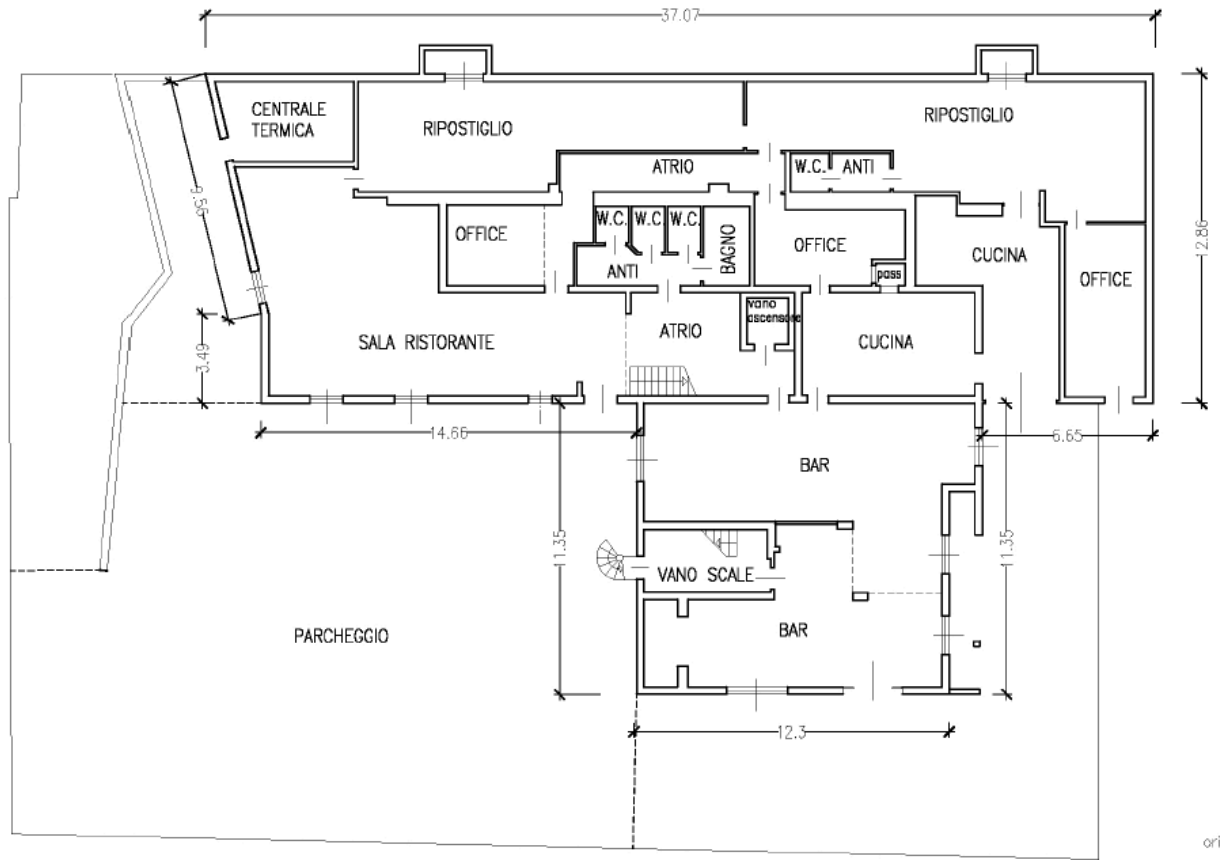 37.07
CENTRALE
TERMICA
RIPOSTIGLIO
RIPOSTIGLIO
ATRIO
W.C.
ANTI
9.56
12.86
OFFICE
W.C.
W.C.
W.C.
BAGNO
OFFICE
CUCINA
ANTI
pass
OFFICE
vano
ascensore
3.49
SALA RISTORANTE
ATRIO
CUCINA
14.66
6.65
BAR
11.35
11.35
VANO SCALE
PARCHEGGIO
BAR
12.3
ori